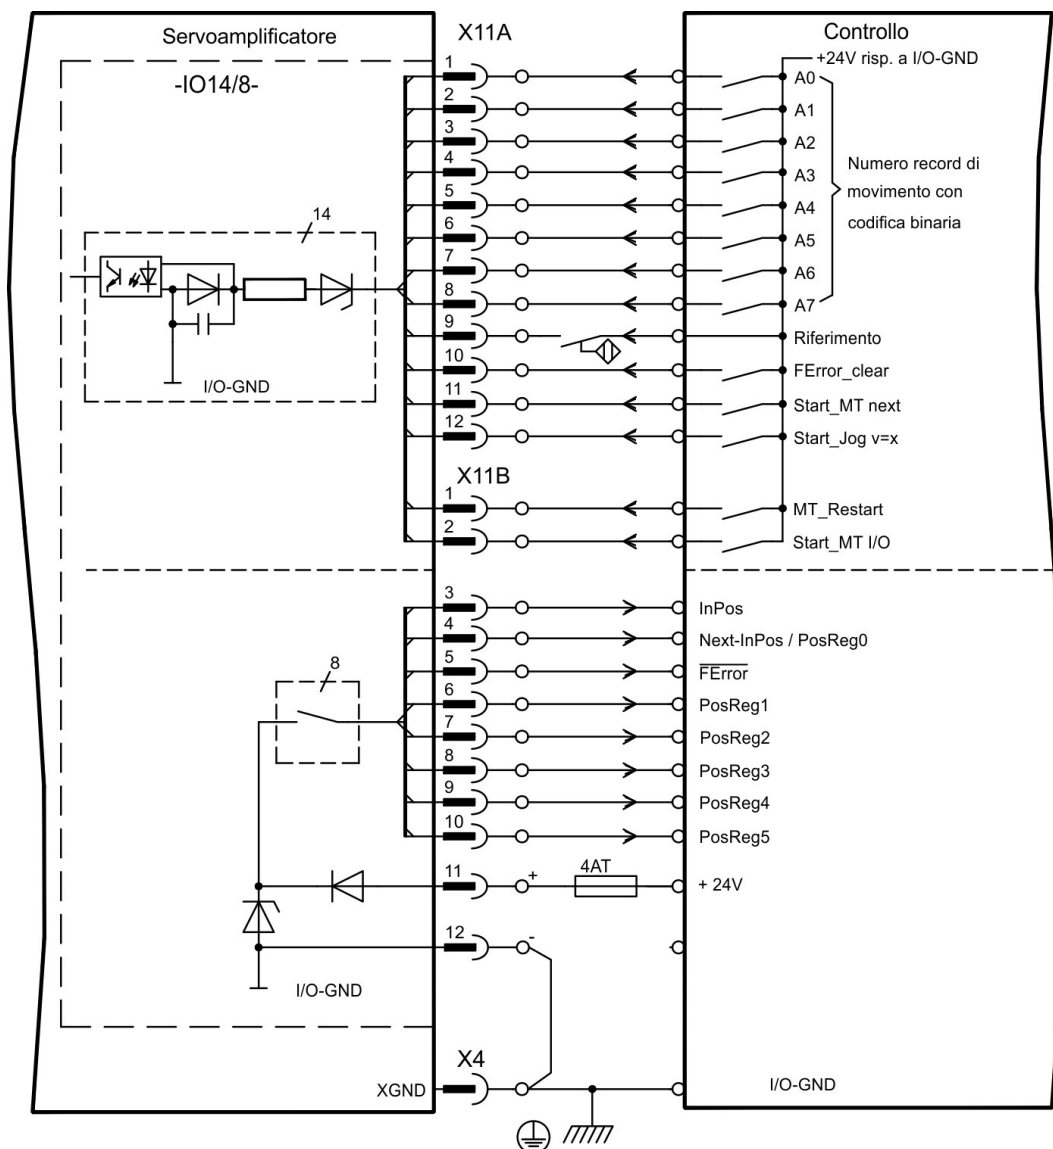 Servoamplificatore
X11A
Controllo
-IO14/8-
+24V risp. a I/O-GND
1
A0
2
A1
3
A2
4
A3
Numero record di
movimento con
codifica binaria
5
A4
14
6
A5
7
A6
8
A7
9
Riferimento
10
FError_clear
I/O-GND
11
Start_MT next
12
Start_Jog v=x
X11B
1
MT_Restart
2
Start_MT I/O
3
InPos
4
Next-InPos / PosReg0
8
5
FError
6
PosReg1
7
PosReg2
8
PosReg3
9
PosReg4
10
PosReg5
11
+
4AT
+ 24V
12
-
I/O-GND
X4
XGND
I/O-GND